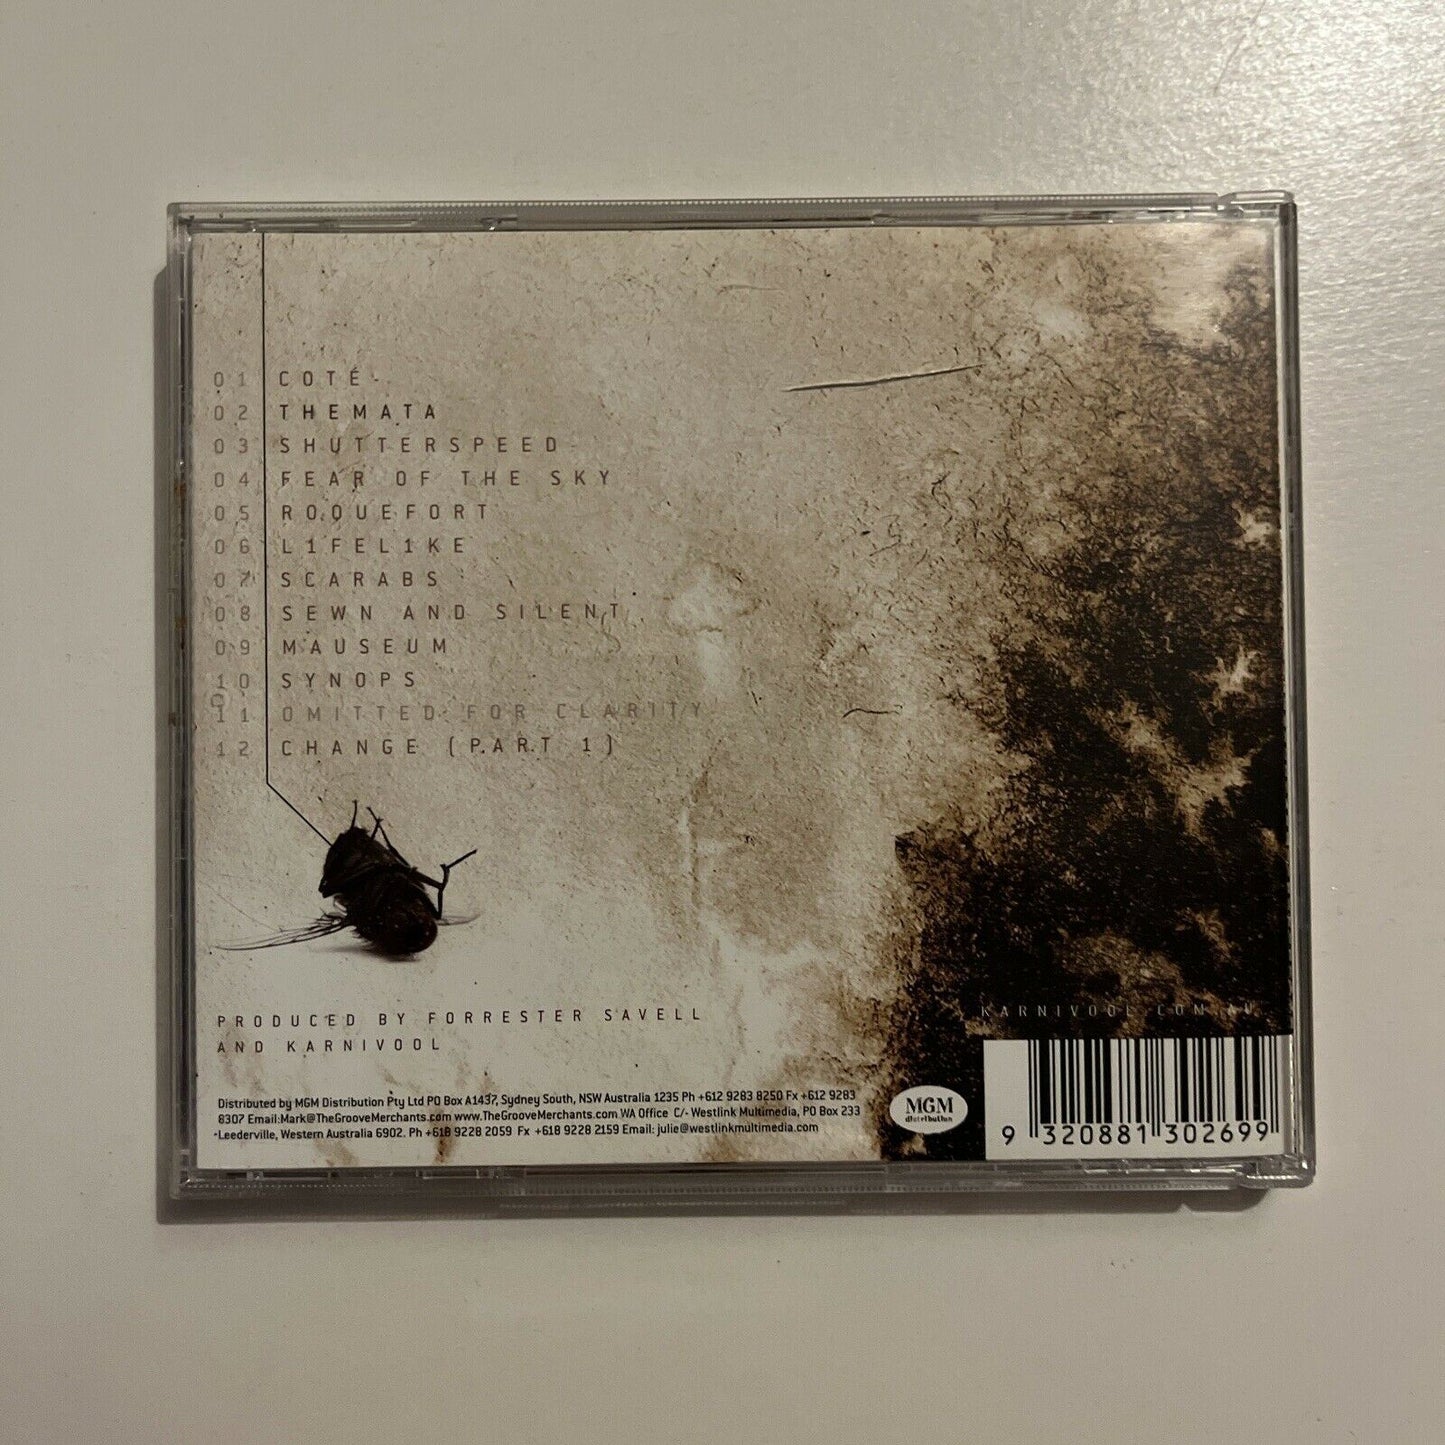 01 COTÉ
02 THEMATA
03 SHUTTERSPEED
04 FEAR OF THE SKY
05 ROQUEFORT
06 L1FEL1KE
07 SCARABS
08 SEWN AND SILENT
09 MAUSEUM
10 SYNOPS
11 OMITTED FOR CLARITY
12 CHANGE (PART 1)
PRODUCED BY FORRESTER SAVELL
AND KARNIVOOL
KARNIVOOL.COM.AU
Distributed by MGM Distribution Pty Ltd PO Box A1437, Sydney South, NSW Australia 1235 Ph +612 9283 8250 Fx +612 9283
8307 Email:Mark@TheGrooveMerchants.com www.TheGrooveMerchants.com WA Office C/- Westlink Multimedia, PO Box 233
Leederville, Western Australia 6902. Ph +618 9228 2059 Fx +618 9228 2159 Email: julie@westlinkmultimedia.com
MGM
distribution
9 320881 302699